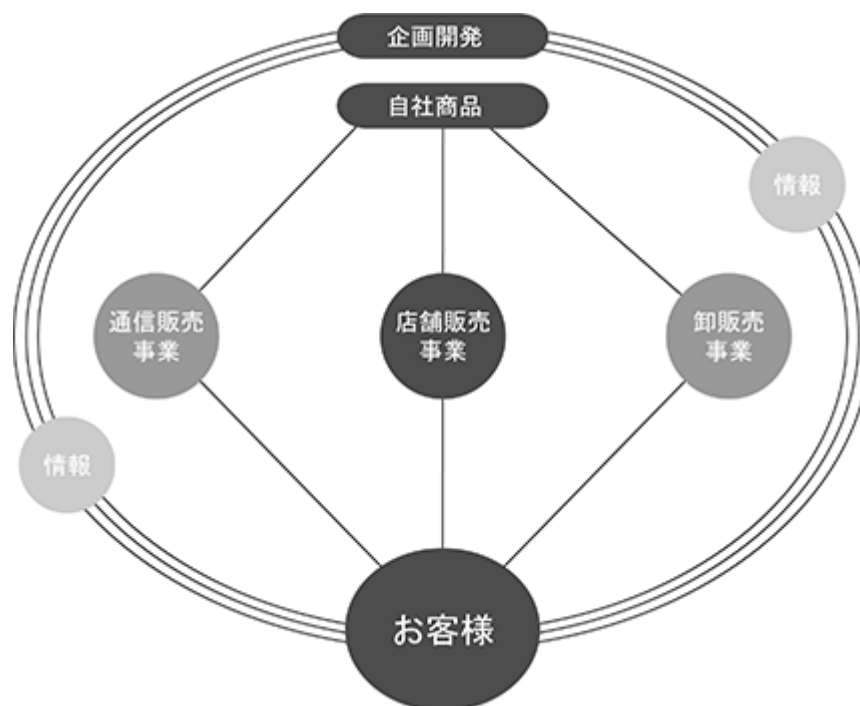 企画開発
自社商品
情報
通信販売
事業
店舗販売
事業
卸販売
事業
情報
お客様